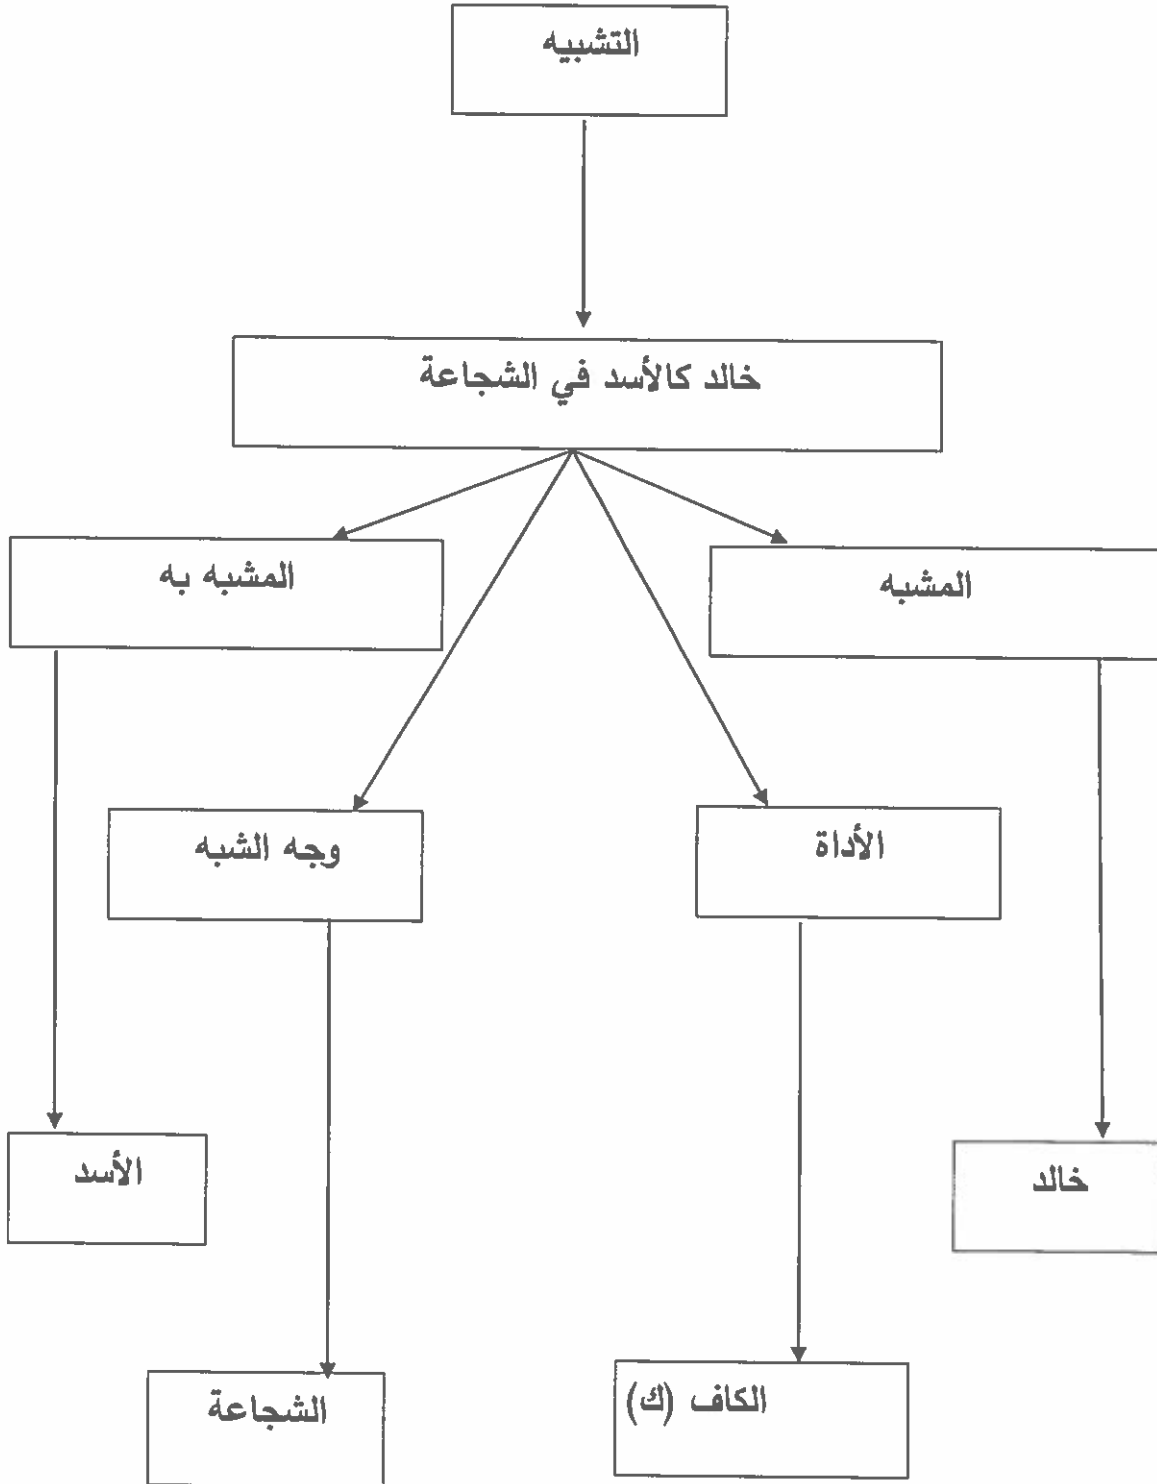 التشبيه
خالد كالأسد في الشجاعة
المشبه
المشبه به
الأداة
وجه الشبه
خالد
الأسد
الكاف (ك)
الشجاعة